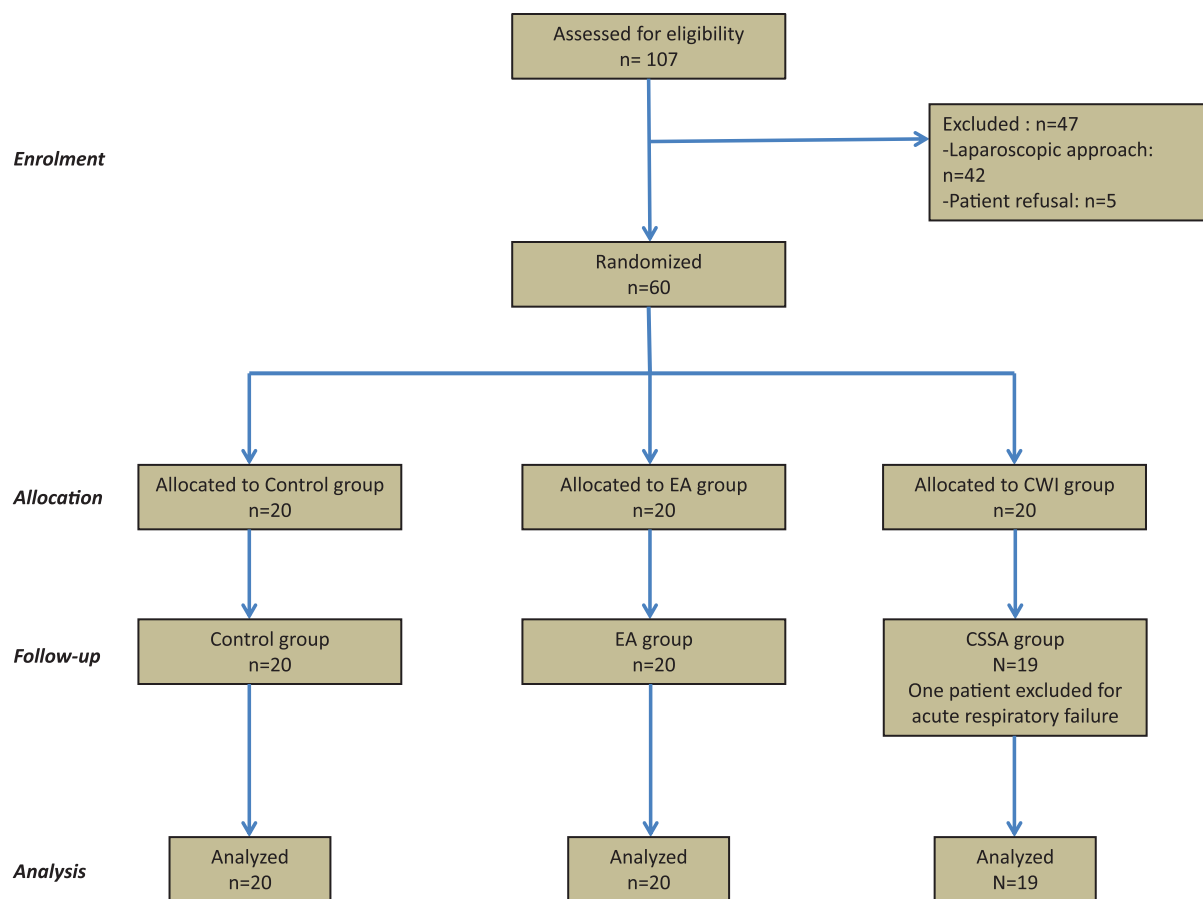 Assessed for eligibility
n= 107
Enrolment
Excluded : n=47
-Laparoscopic approach:
n=42
-Patient refusal: n=5
Randomized
n=60
Allocation
Allocated to Control group
n=20
Allocated to EA group
n=20
Allocated to CWI group
n=20
Follow-up
Control group
n=20
EA group
n=20
CSSA group
N=19
One patient excluded for
acute respiratory failure
Analysis
Analyzed
n=20
Analyzed
n=20
Analyzed
N=19